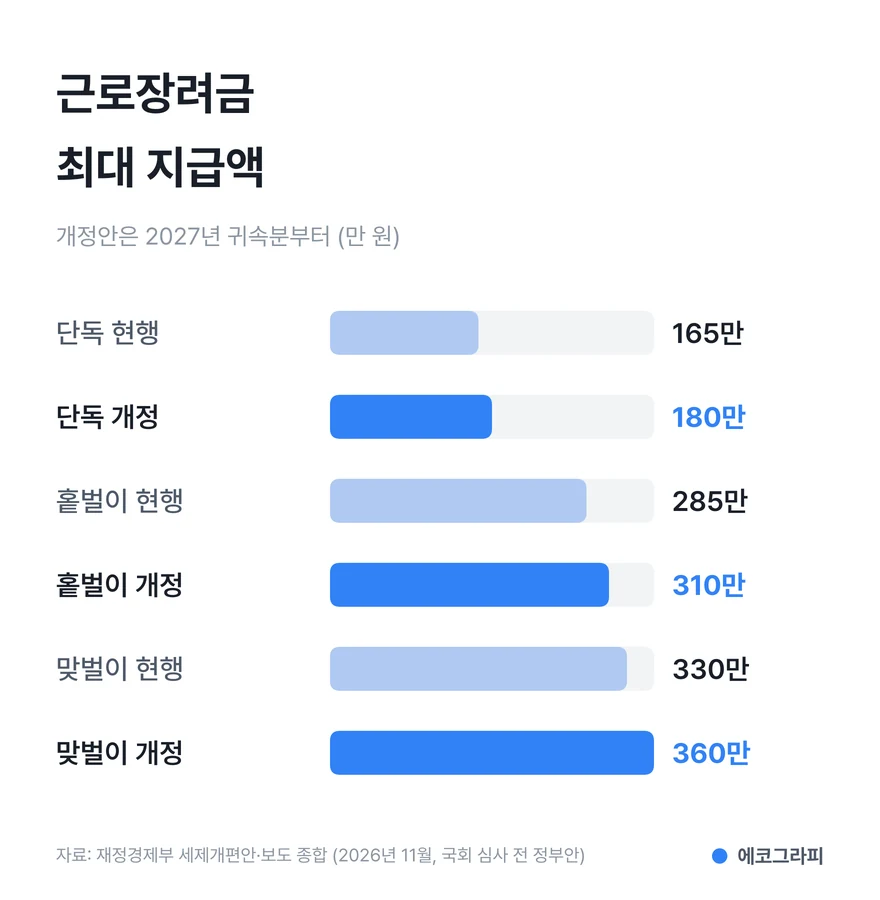 근로장려금
최대 지급액
개정안은 2027년 귀속분부터 (만 원)
단독 현행 165만
단독 개정 180만
홑벌이 현행 285만
홑벌이 개정 310만
맞벌이 현행 330만
맞벌이 개정 360만
자료: 재정경제부 세제개편안·보도 종합 (2026년 11월, 국회 심사 전 정부안)
에코그라피